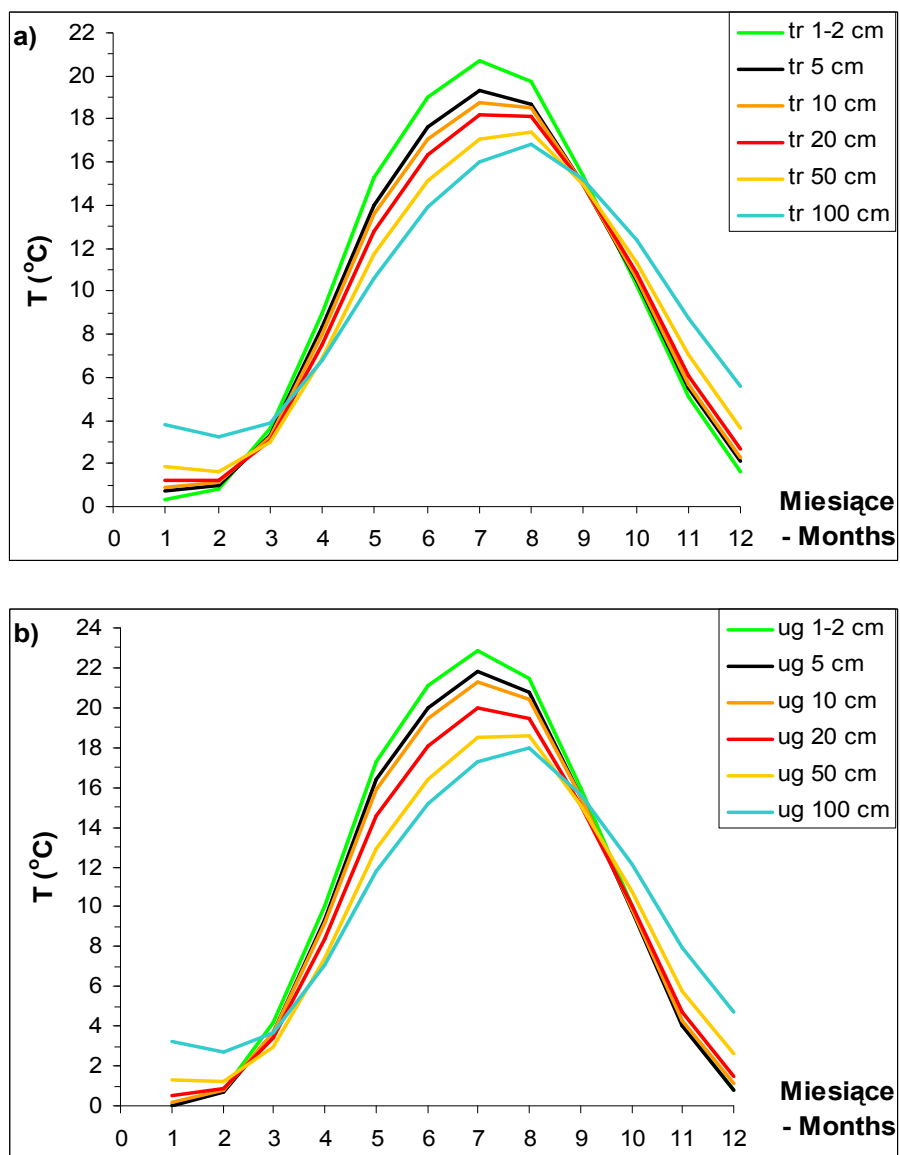 a)
22
20
18
16
14
12
10
8
6
4
2
0
T (°C)
0 1 2 3 4 5 6 7 8 9 10 11 12
Miesiące
- Months
tr 1-2 cm
tr 5 cm
tr 10 cm
tr 20 cm
tr 50 cm
tr 100 cm
b)
24
22
20
18
16
14
12
10
8
6
4
2
0
T (°C)
0 1 2 3 4 5 6 7 8 9 10 11 12
Miesiące
- Months
ug 1-2 cm
ug 5 cm
ug 10 cm
ug 20 cm
ug 50 cm
ug 100 cm